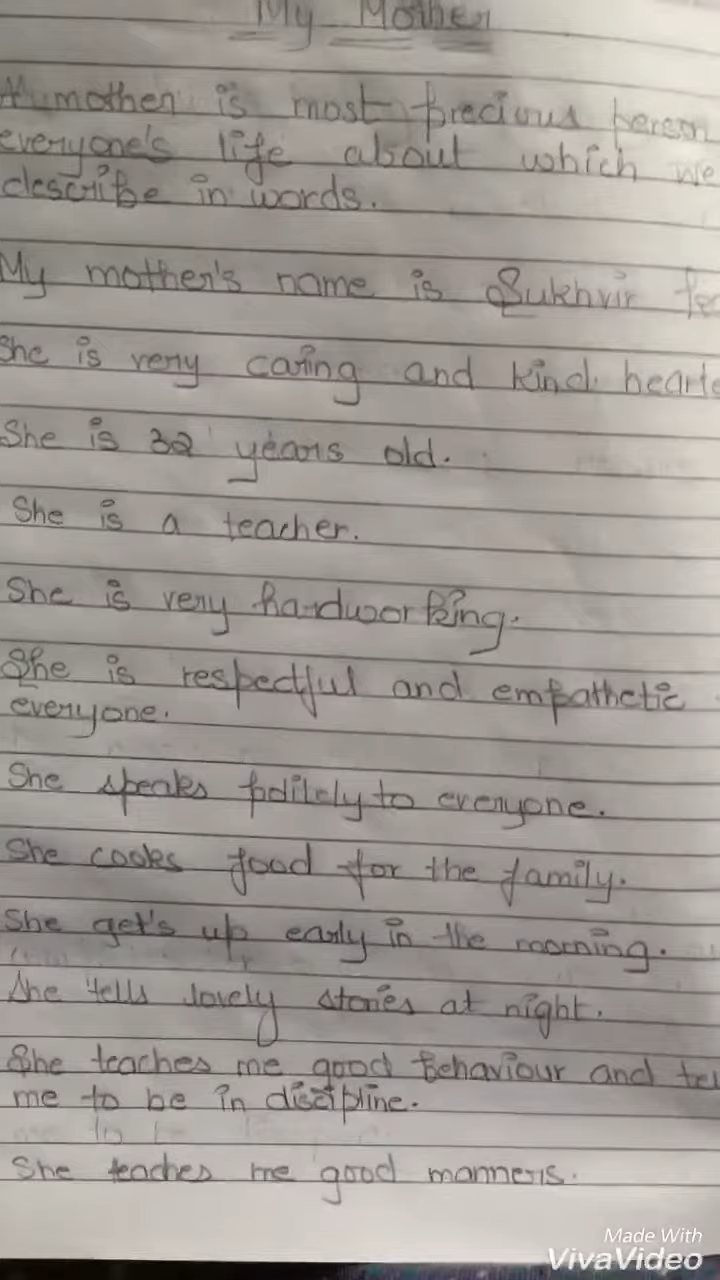 My Mother
A mother is most precious person
everyone's life about which we
describe in words.
My mother's name is Sukhvir
She is very caring and kind hearte
She is 32 years old.
She is a teacher.
She is very hardworking.
She is respectful and empathetic
everyone.
She speaks politely to everyone.
She cooks food for the family.
She get's up early in the morning.
She tells lovely stories at night.
She teaches me good behaviour and tel
me to be in discipline.
She teaches me good manners.
Made With
VivaVideo